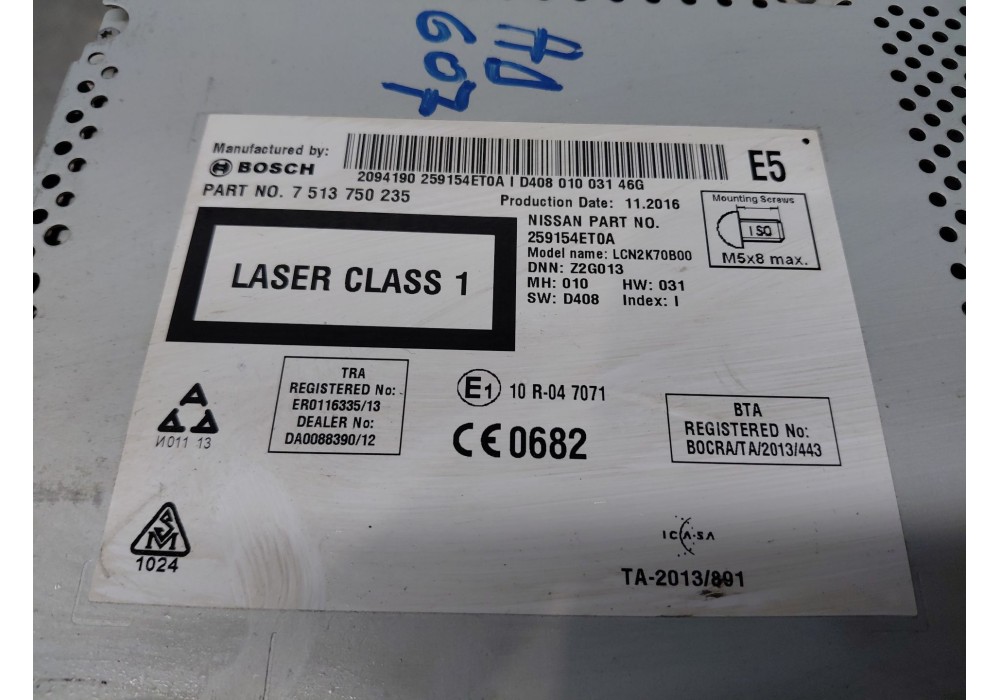 AD
607
Manufactured by:
BOSCH
2094190 259154ET0A I D408 010 031 46G
E5
PART NO. 7 513 750 235
Production Date: 11.2016
Mounting Screws
ISO
M5x8 max.
NISSAN PART NO.
259154ET0A
Model name: LCN2K70B00
DNN: Z2G013
MH: 010 HW: 031
SW: D408 Index: I
LASER CLASS 1
TRA
REGISTERED No:
ER0116335/13
DEALER No:
DA0088390/12
E1 10 R-04 7071
CE 0682
BTA
REGISTERED No:
BOCRA/TA/2013/443
И011 13
1024
ICASA
TA-2013/891